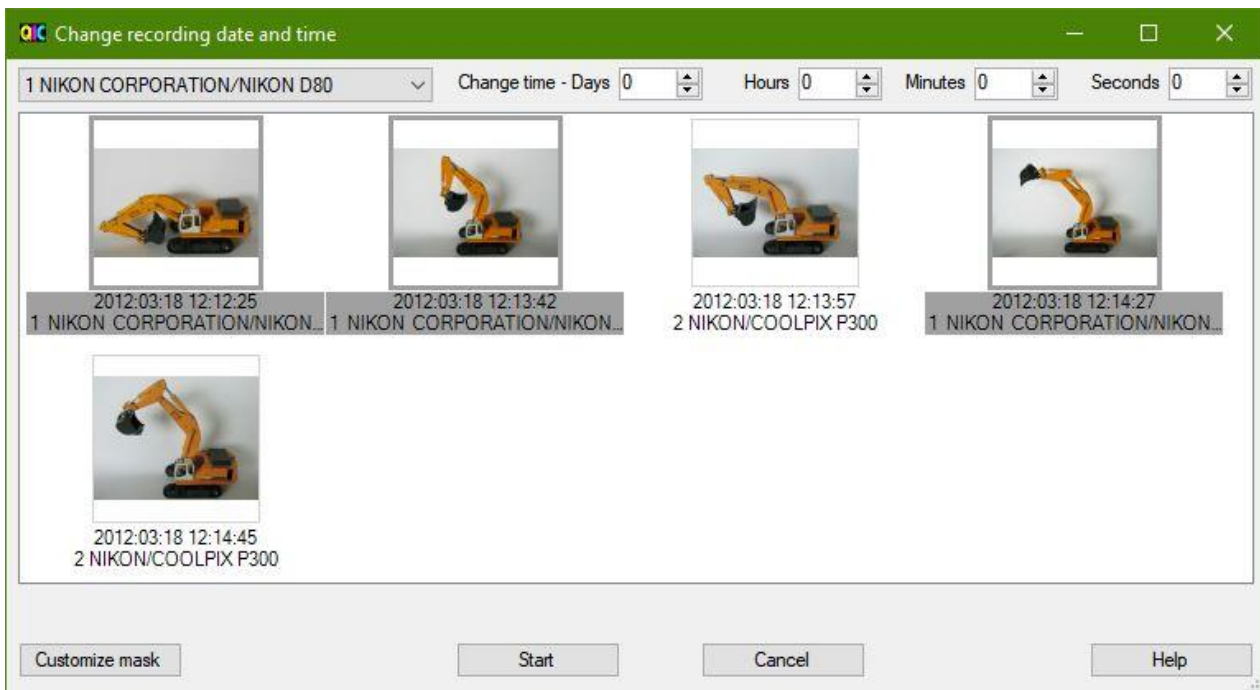 QIC Change recording date and time
1 NIKON CORPORATION/NIKON D80 Change time - Days 0 Hours 0 Minutes 0 Seconds 0
2012:03:18 12:12:25 2012:03:18 12:13:42 2012:03:18 12:13:57 2012:03:18 12:14:27
1 NIKON CORPORATION/NIKON... 1 NIKON CORPORATION/NIKON... 2 NIKON/COOLPIX P300 1 NIKON CORPORATION/NIKON...
2012:03:18 12:14:45
2 NIKON/COOLPIX P300
Customize mask Start Cancel Help